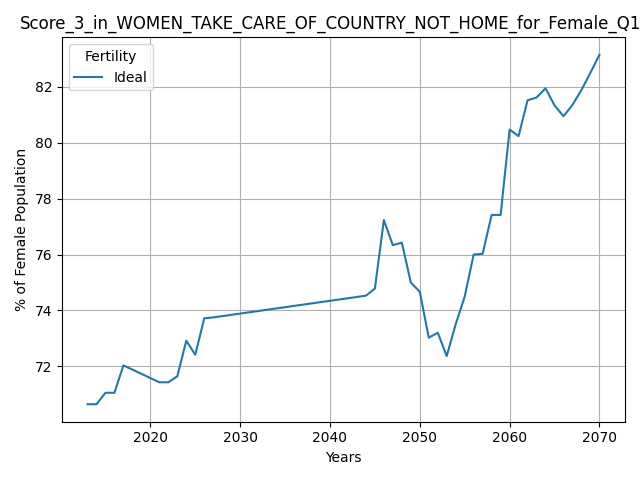 Score_3_in_WOMEN_TAKE_CARE_OF_COUNTRY_NOT_HOME_for_Female_Q1
Fertility
Ideal
% of Female Population
82
80
78
76
74
72
2020 2030 2040 2050 2060 2070
Years